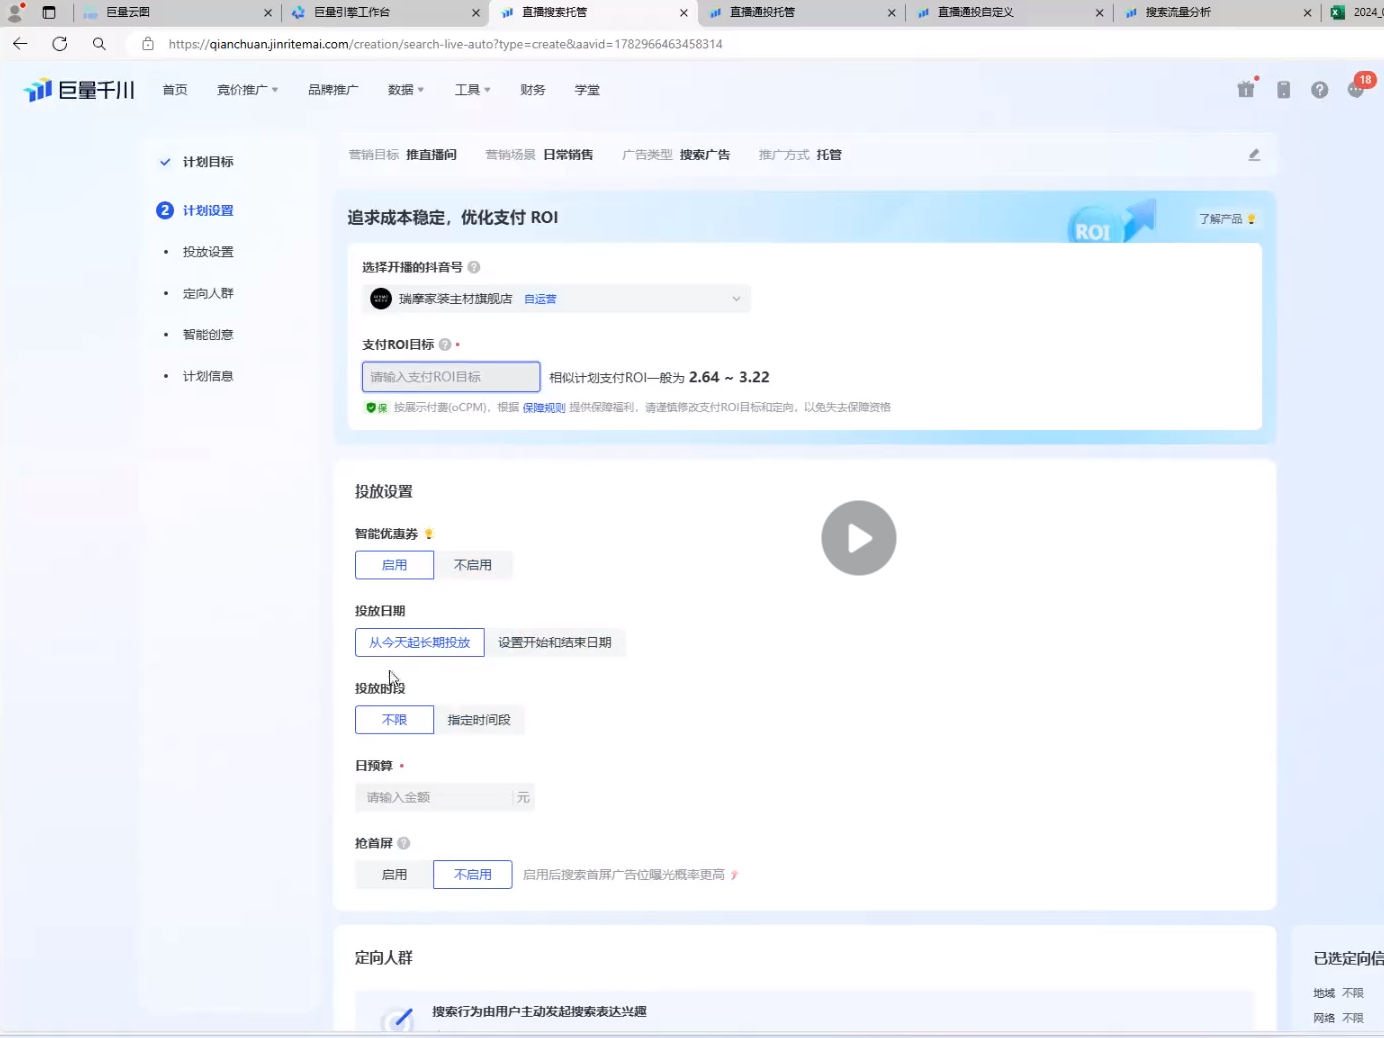 巨量云图
巨量引擎工作台
直播搜索托管
直播通投托管
直播通投自定义
搜索流量分析
https://qianchuan.jinritemai.com/creation/search-live-auto?type=create&aavid=1782966463458314
巨量千川 首页 竞价推广 品牌推广 数据 工具 财务 学堂
18
计划目标
2 计划设置
投放设置
定向人群
智能创意
计划信息
营销目标 推直播间 营销场景 日常销售 广告类型 搜索广告 推广方式 托管
追求成本稳定，优化支付 ROI
ROI
了解产品
选择开播的抖音号
瑞摩家装主材旗舰店 自运营
支付ROI目标
请输入支付ROI目标 相似计划支付ROI一般为 2.64 ~ 3.22
保 按展示付费(oCPM)，根据 保障规则 提供保障福利，请谨慎修改支付ROI目标和定向，以免失去保障资格
投放设置
智能优惠券
启用 不启用
投放日期
从今天起长期投放 设置开始和结束日期
投放时段
不限 指定时间段
日预算
请输入金额 元
抢首屏
启用 不启用 启用后搜索首屏广告位曝光概率更高
定向人群
搜索行为由用户主动发起搜索表达兴趣
已选定向信
地域 不限
网络 不限